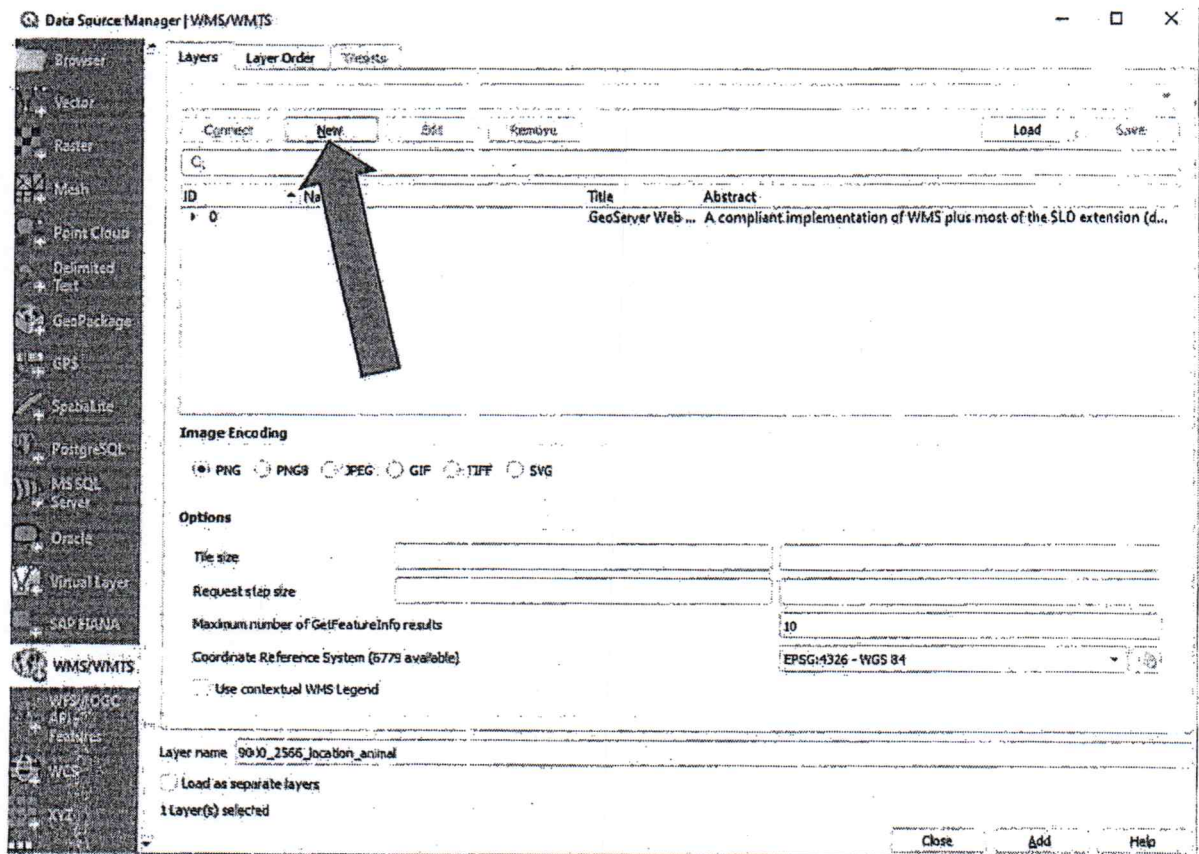 Data Source Manager | WMS/WMTS
Browser
Vector
Raster
Mesh
Point Cloud
Delimited
Text
GeoPackage
GPS
SpatiaLite
PostgreSQL
MS SQL
Server
Oracle
Virtual Layer
SAP HANA
WMS/WMTS
WFS / OGC
API -
Features
WCS
XYZ
Layers Layer Order Tilesets
Connect New Edit Remove Load Save
ID Na Title Abstract
0 GeoServer Web ... A compliant implementation of WMS plus most of the SLD extension (d...
Image Encoding
PNG PNG8 JPEG GIF TIFF SVG
Options
Tile size
Request step size
Maximum number of GetFeatureInfo results 10
Coordinate Reference System (6779 available) EPSG:4326 - WGS 84
Use contextual WMS Legend
Layer name 9000_2566_location_animal
Load as separate layers
1 Layer(s) selected
Close Add Help